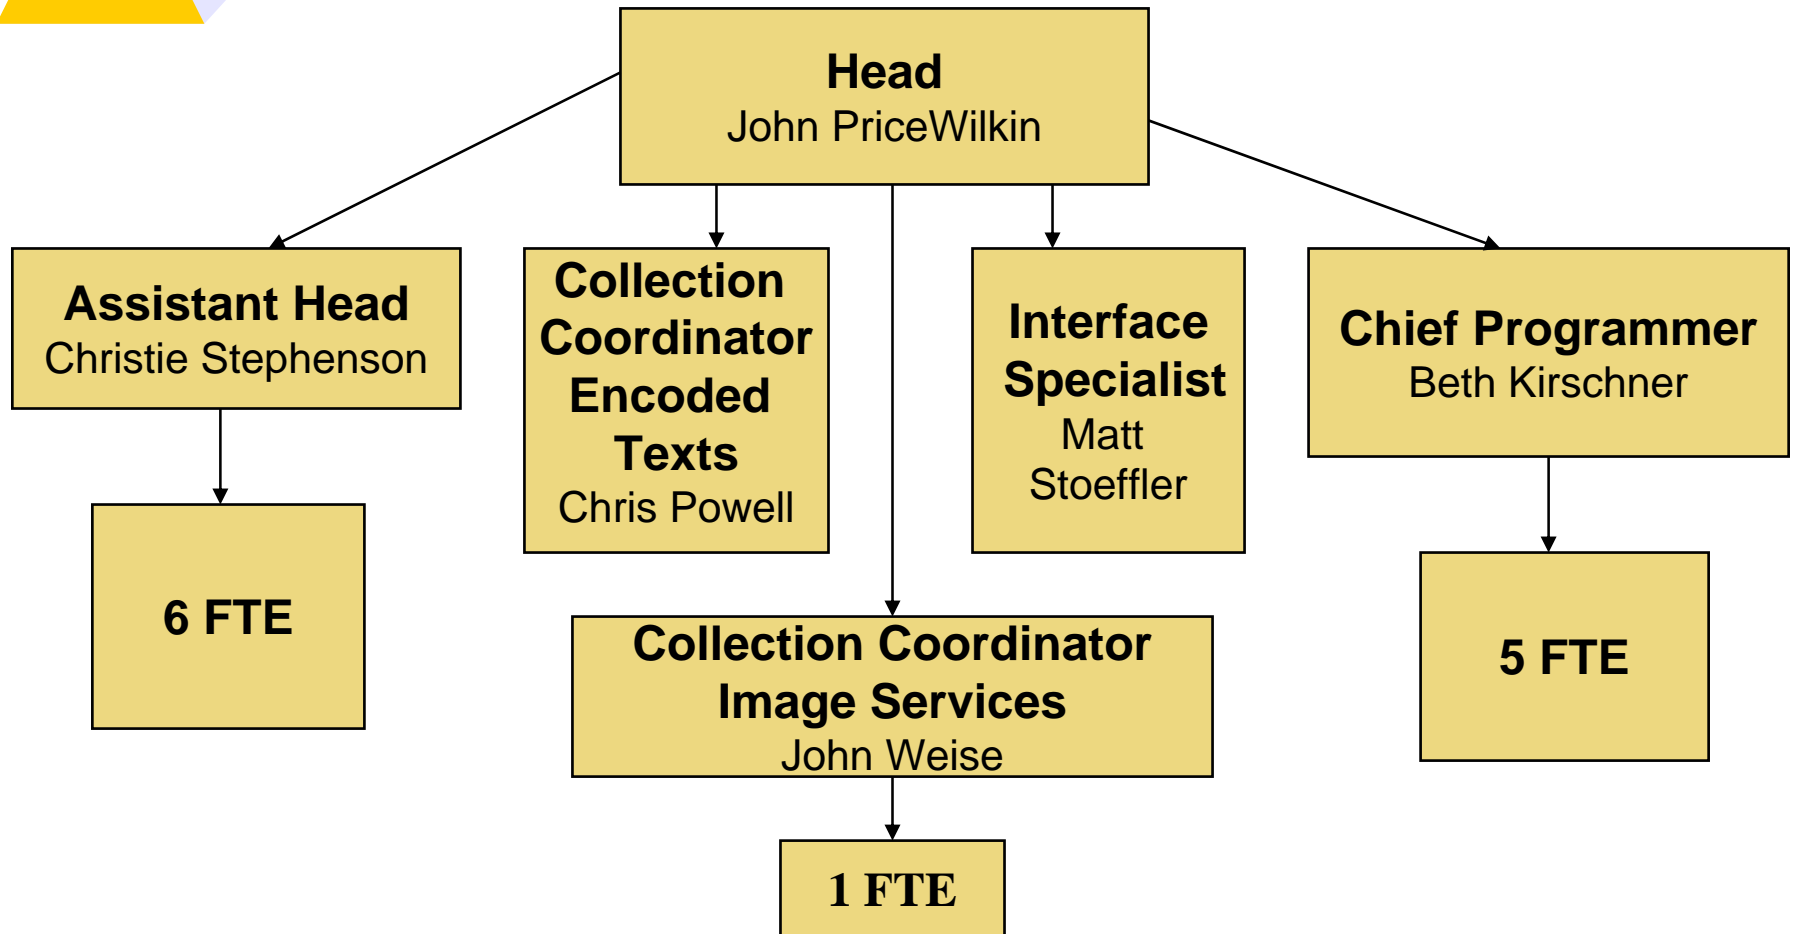 Head
John PriceWilkin
Assistant Head
Christie Stephenson
Collection
Coordinator
Encoded
Texts
Chris Powell
Interface
Specialist
Matt
Stoeffler
Chief Programmer
Beth Kirschner
6 FTE
Collection Coordinator
Image Services
John Weise
5 FTE
1 FTE